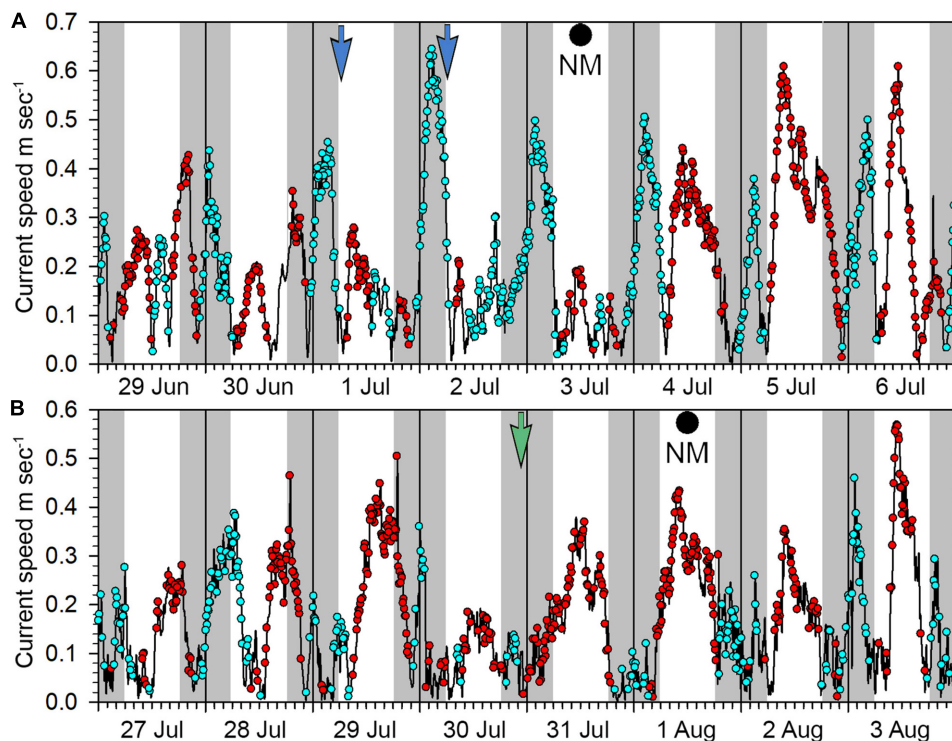 A
Current speed m sec-1
0.7
0.6
0.5
0.4
0.3
0.2
0.1
0.0
NM
29 Jun 30 Jun 1 Jul 2 Jul 3 Jul 4 Jul 5 Jul 6 Jul
B
Current speed m sec-1
0.6
0.5
0.4
0.3
0.2
0.1
0.0
NM
27 Jul 28 Jul 29 Jul 30 Jul 31 Jul 1 Aug 2 Aug 3 Aug